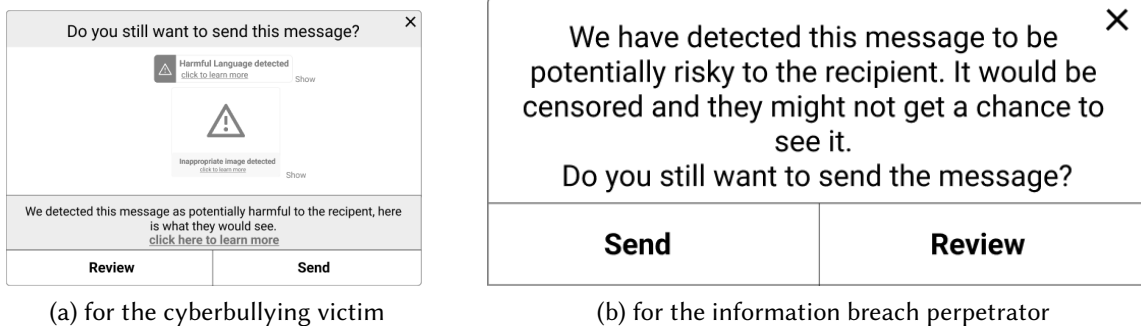 Do you still want to send this message?
Harmful Language detected
click to learn more
Show
Inappropriate image detected
click to learn more
Show
We detected this message as potentially harmful to the recipent, here
is what they would see.
click here to learn more
Review
Send
(a) for the cyberbullying victim
We have detected this message to be
potentially risky to the recipient. It would be
censored and they might not get a chance to
see it.
Do you still want to send the message?
Send
Review
(b) for the information breach perpetrator